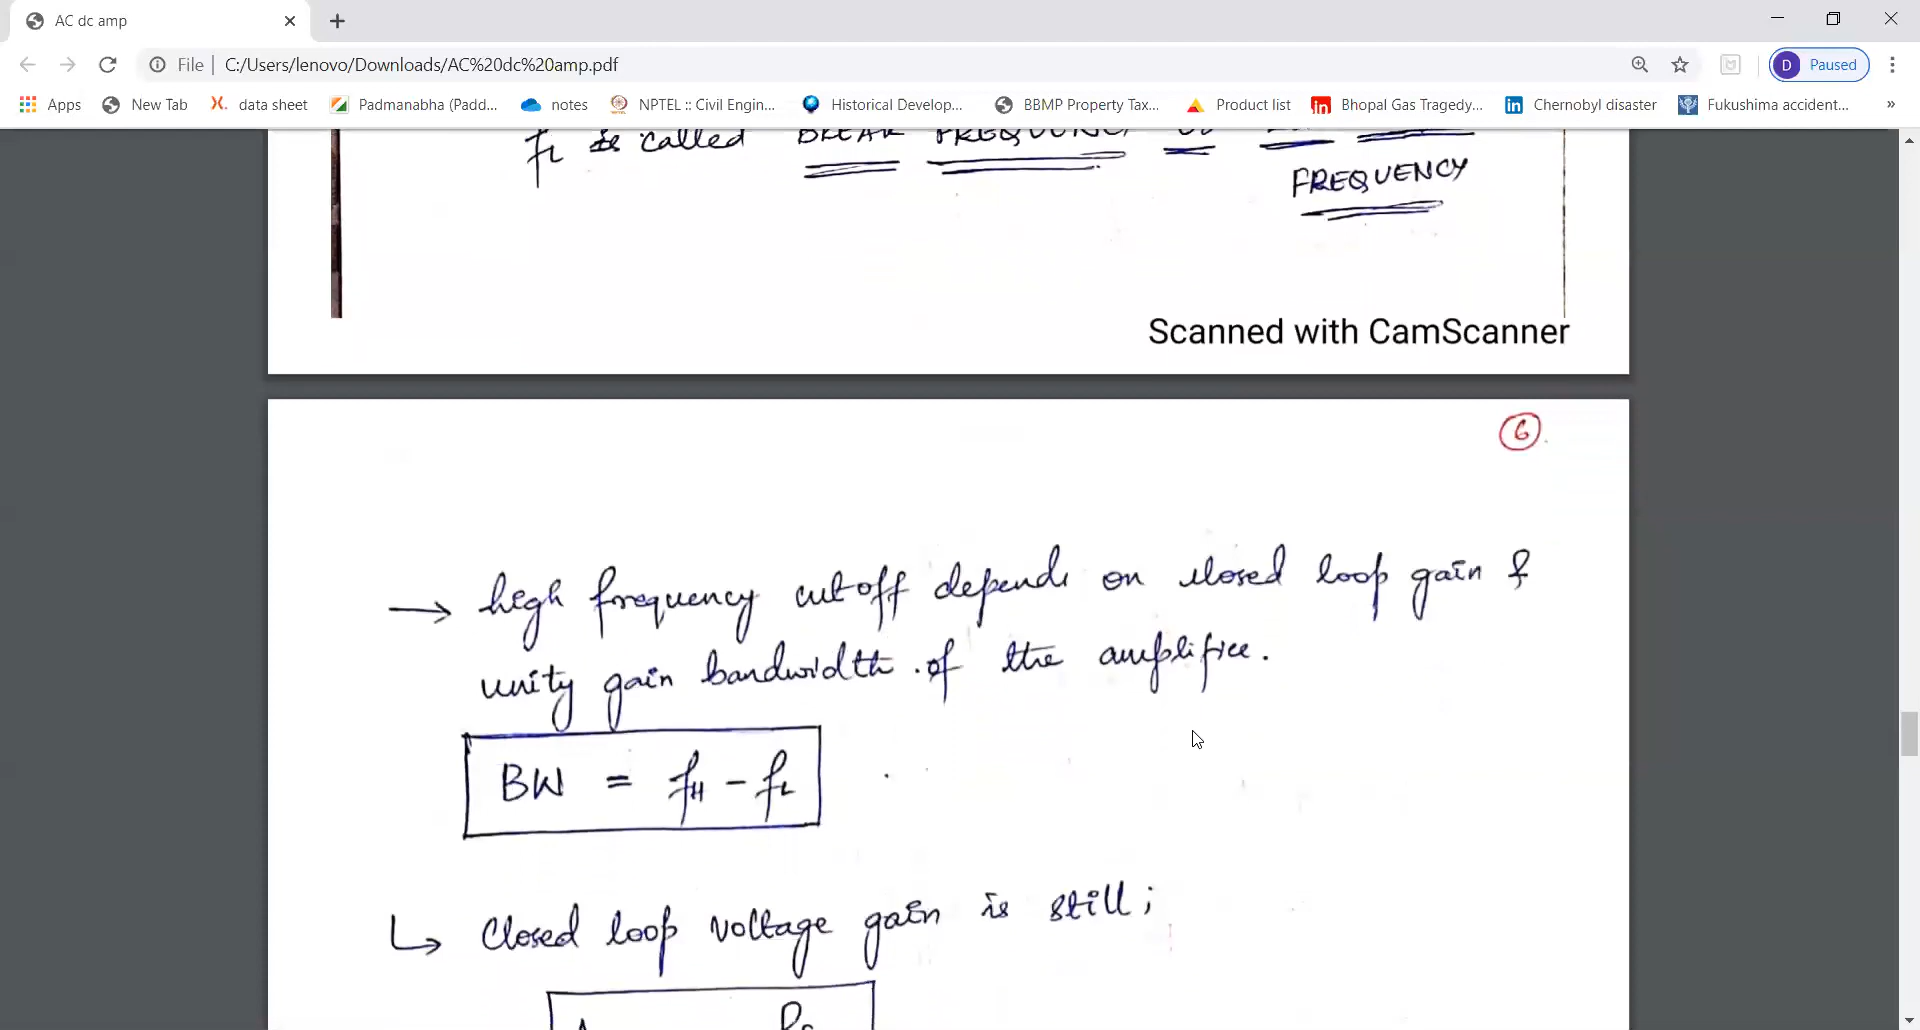 AC dc amp
File | C:/Users/lenovo/Downloads/AC%20dc%20amp.pdf
D Paused
Apps New Tab data sheet Padmanabha (Padd... notes NPTEL :: Civil Engin... Historical Develop... BBMP Property Tax... Product list Bhopal Gas Tragedy... Chernobyl disaster Fukushima accident... »
fL is called BREAK FREQUENCY or
FREQUENCY
Scanned with CamScanner
6
→ high frequency cut off depends on closed loop gain &
unity gain bandwidth of the amplifier.
BW = fH - fL
↳ Closed loop voltage gain is still;